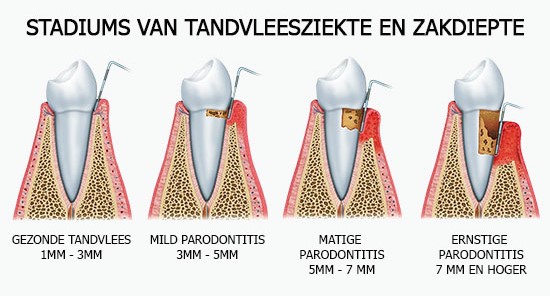 STADIUMS VAN TANDVLEESZIEKTE EN ZAKDIEPTE
GEZONDE TANDVLEES
1MM - 3MM
MILD PARODONTITIS
3MM - 5MM
MATIGE
PARODONTITIS
5MM - 7 MM
ERNSTIGE
PARODONTITIS
7 MM EN HOGER